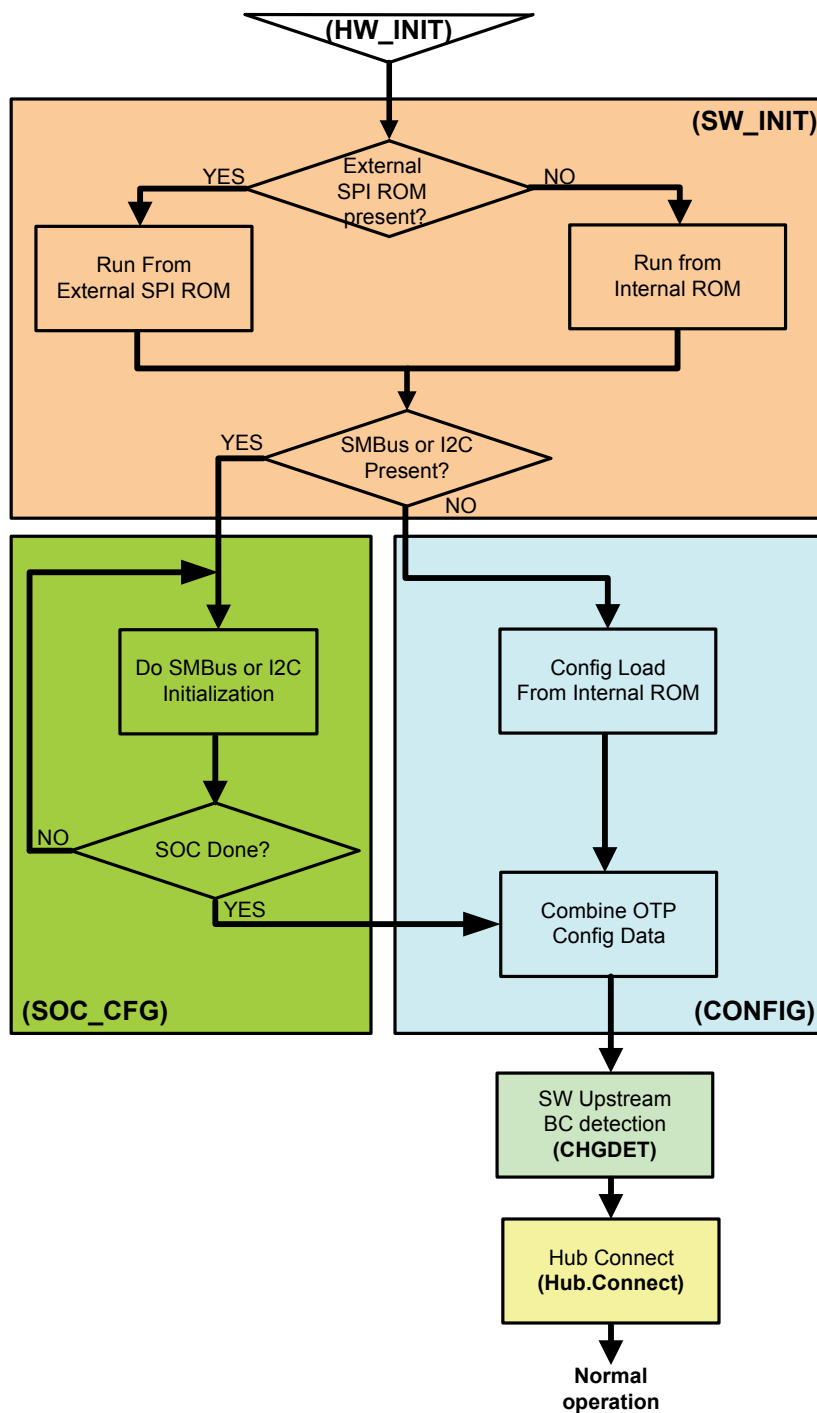 (HW_INIT)
(SW_INIT)
External
SPI ROM
present?
YES
NO
Run From
External SPI ROM
Run from
Internal ROM
SMBus or I2C
Present?
YES
NO
Do SMBus or I2C
Initialization
Config Load
From Internal ROM
SOC Done?
NO
YES
Combine OTP
Config Data
(SOC_CFG)
(CONFIG)
SW Upstream
BC detection
(CHGDET)
Hub Connect
(Hub.Connect)
Normal
operation